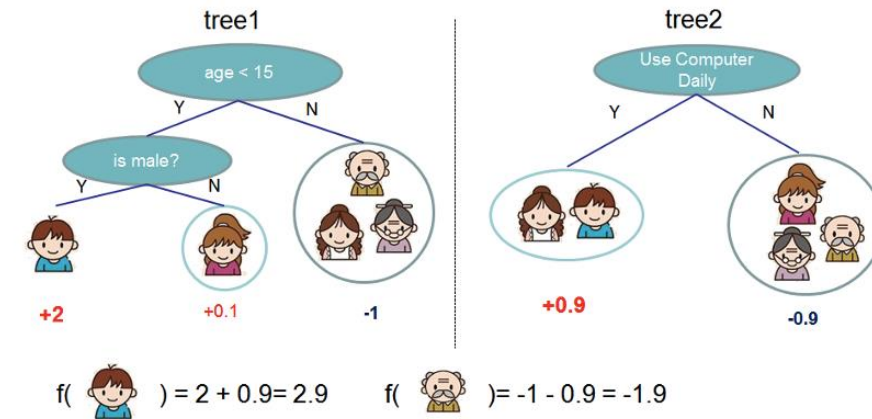 tree1
tree2
age < 15
Use Computer
Daily
Y
N
Y
N
is male?
Y
N
+2
+0.1
-1
+0.9
-0.9
f( ) = 2 + 0.9= 2.9
f( )= -1 - 0.9 = -1.9